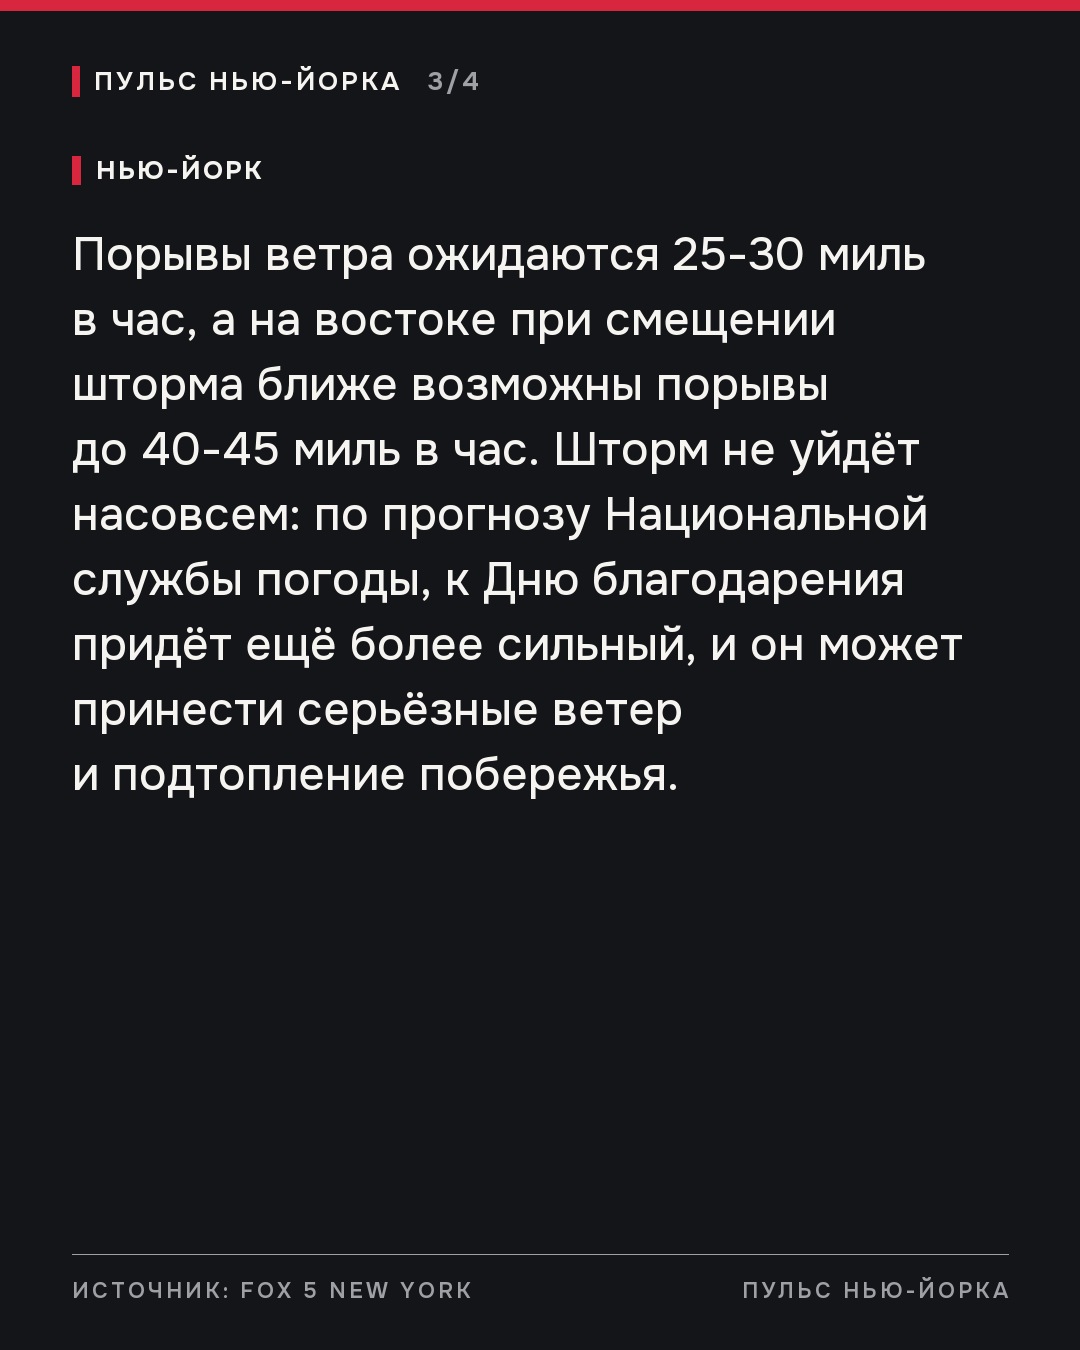 ПУЛЬС НЬЮ-ЙОРКА 3/4
НЬЮ-ЙОРК
Порывы ветра ожидаются 25-30 миль
в час, а на востоке при смещении
шторма ближе возможны порывы
до 40-45 миль в час. Шторм не уйдёт
насовсем: по прогнозу Национальной
службы погоды, к Дню благодарения
придёт ещё более сильный, и он может
принести серьёзные ветер
и подтопление побережья.
ИСТОЧНИК: FOX 5 NEW YORK
ПУЛЬС НЬЮ-ЙОРКА